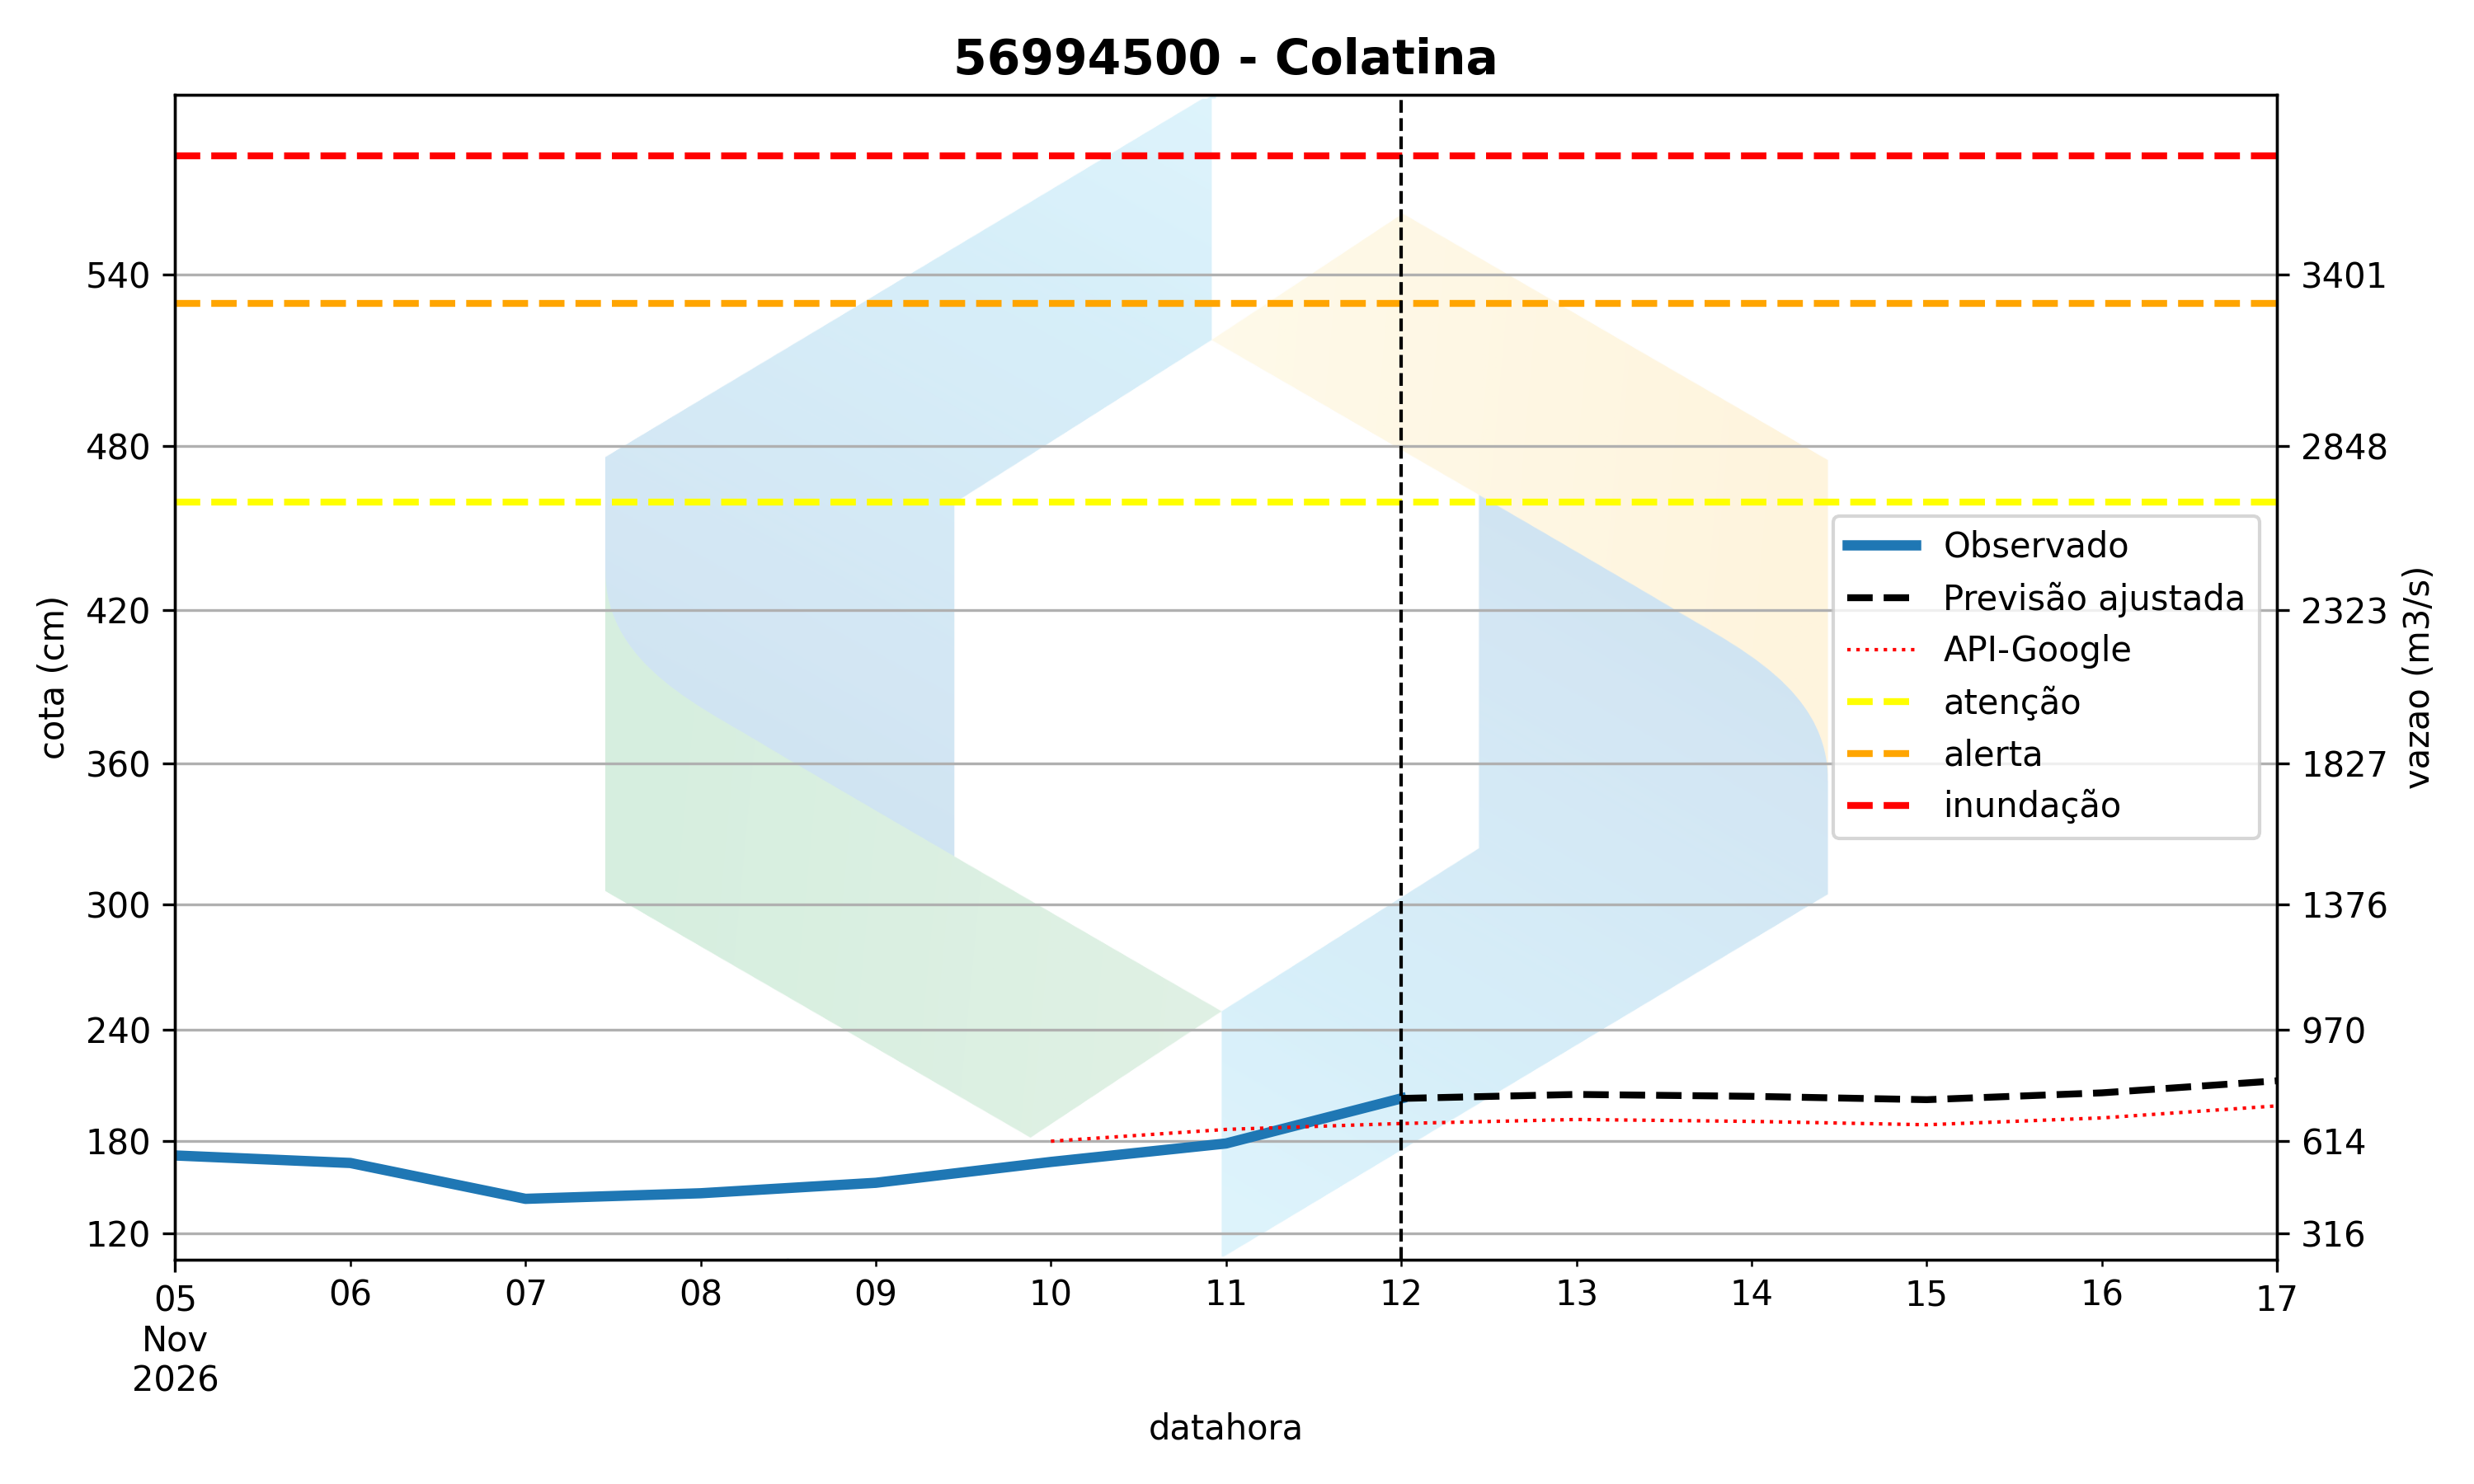 56994500 - Colatina
540
480
420
360
300
240
180
120
cota (cm)
3401
2848
2323
1827
1376
970
614
316
vazao (m3/s)
Observado
Previsão ajustada
API-Google
atenção
alerta
inundação
05 06 07 08 09 10 11 12 13 14 15 16 17
Nov
2026
datahora